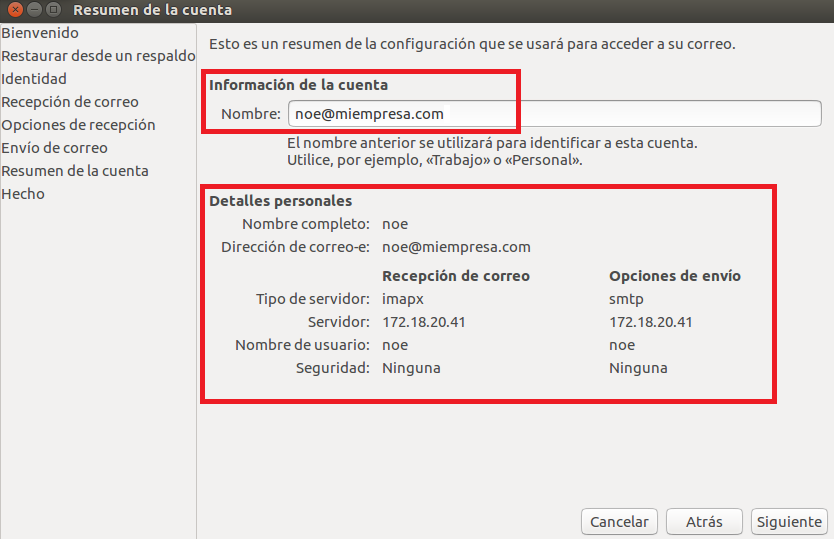 Resumen de la cuenta
Bienvenido
Restaurar desde un respaldo
Identidad
Recepción de correo
Opciones de recepción
Envío de correo
Resumen de la cuenta
Hecho
Esto es un resumen de la configuración que se usará para acceder a su correo.
Información de la cuenta
Nombre: noe@miempresa.com
El nombre anterior se utilizará para identificar a esta cuenta.
Utilice, por ejemplo, «Trabajo» o «Personal».
Detalles personales
Nombre completo: noe
Dirección de correo-e: noe@miempresa.com
Recepción de correo Opciones de envío
Tipo de servidor: imapx smtp
Servidor: 172.18.20.41 172.18.20.41
Nombre de usuario: noe noe
Seguridad: Ninguna Ninguna
Cancelar Atrás Siguiente